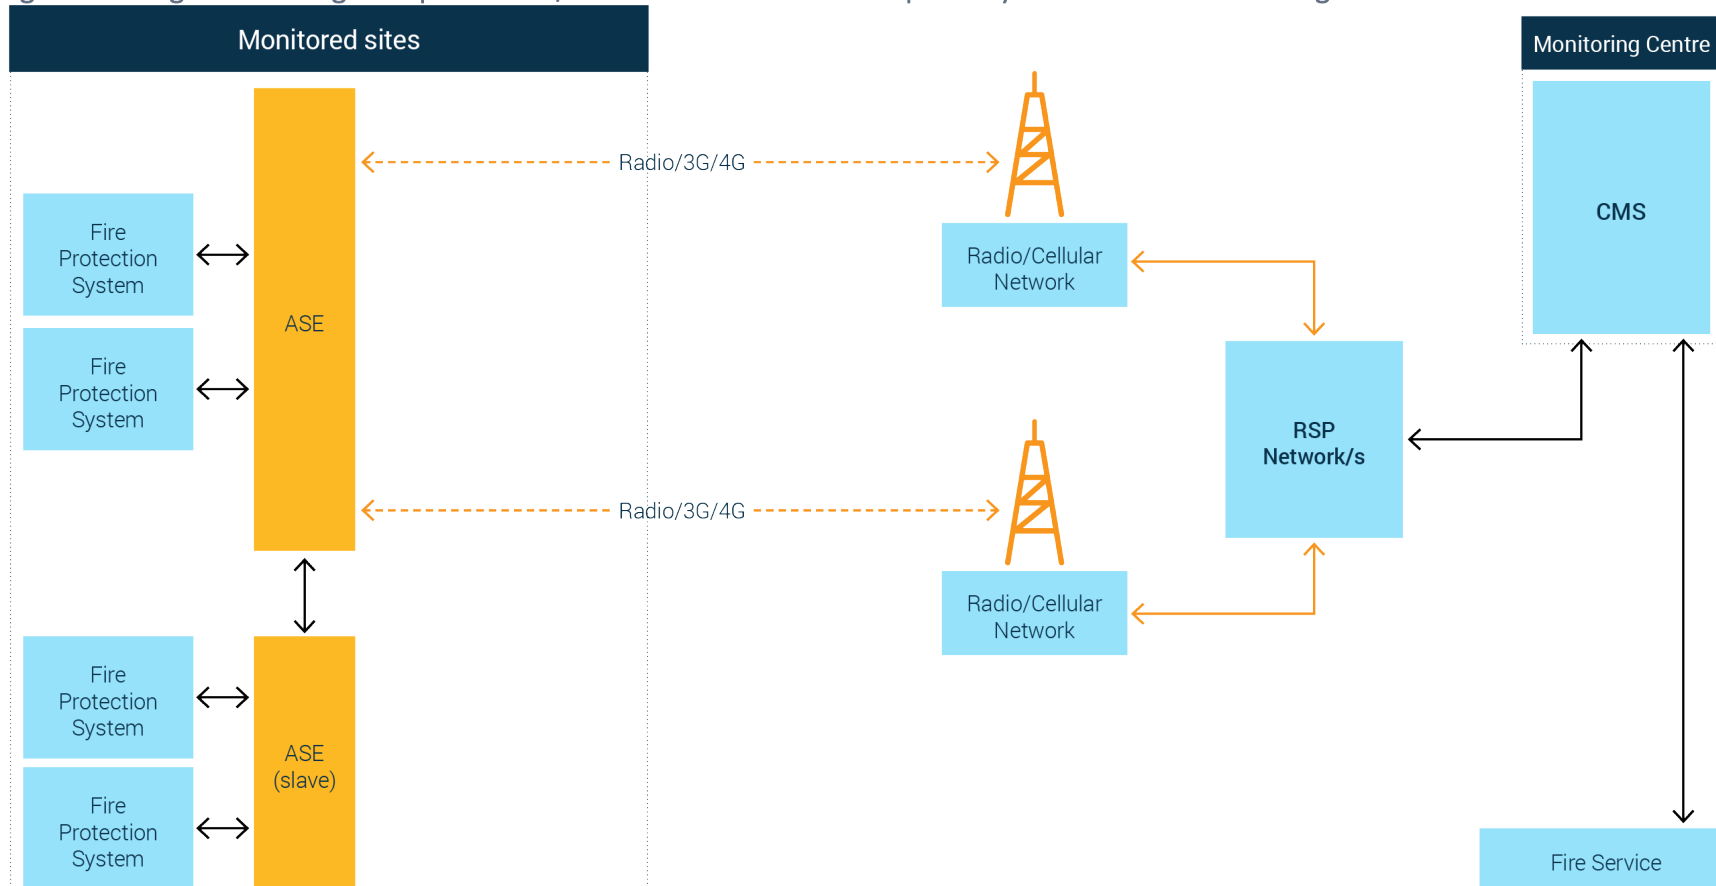 Monitored sites
Monitoring Centre
Radio/3G/4G
CMS
Fire
Protection
System
Radio/Cellular
Network
ASE
Fire
Protection
System
RSP
Network/s
Radio/3G/4G
Radio/Cellular
Network
Fire
Protection
System
ASE
(slave)
Fire
Protection
System
Fire Service